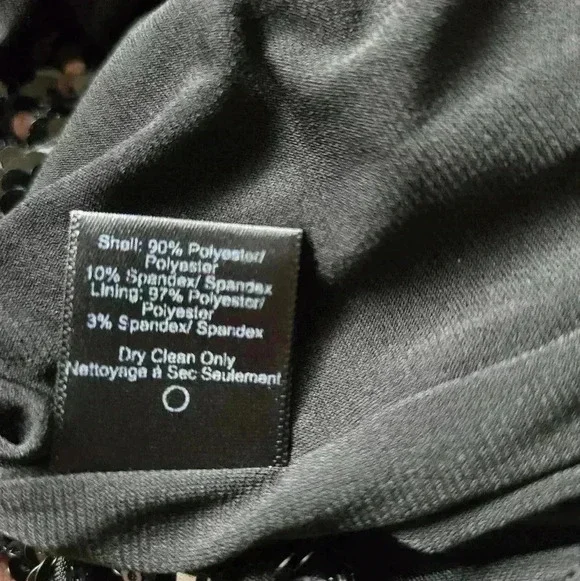 Shell: 90% Polyester/
Polyester
10% Spandex/ Spandex
Lining: 97% Polyester/
Polyester
3% Spandex/ Spandex
Dry Clean Only
Nettoyage à Sec Seulement